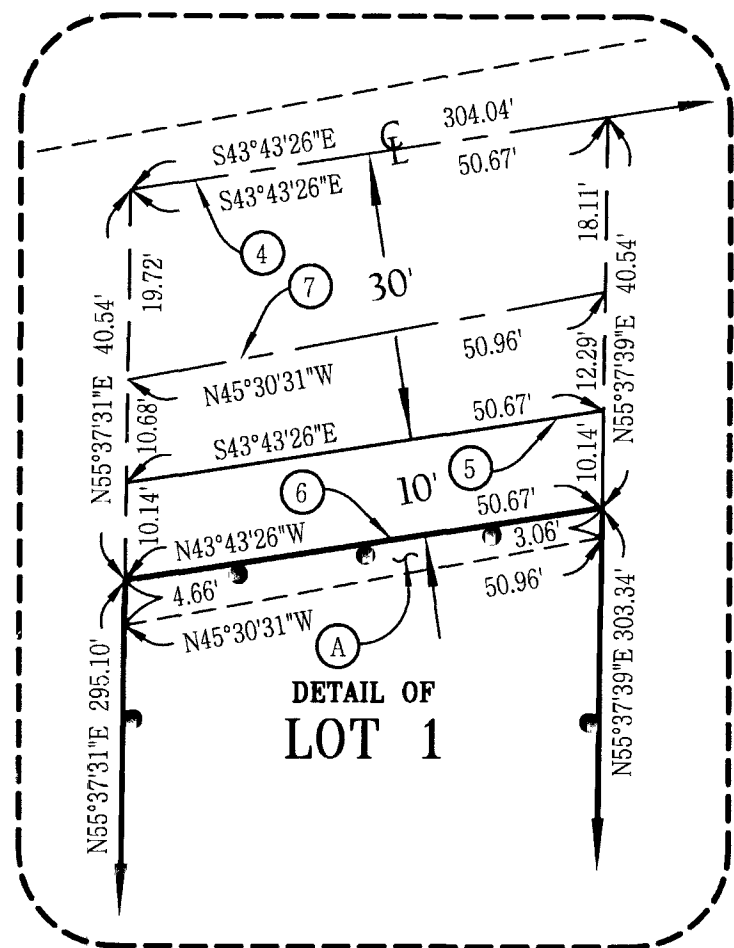 304.04'
S43°43'26"E
℄
50.67'
S43°43'26"E
18.11'
4
19.72'
7
30'
40.54'
N55°37'39"E
N55°37'31"E 40.54'
50.96'
N45°30'31"W
12.29'
10.68'
50.67'
S43°43'26"E
5
10.14'
10'
6
50.67'
10.14'
N43°43'26"W
3.06'
4.66'
50.96'
N45°30'31"W
A
N55°37'31"E 295.10'
N55°37'39"E 303.34'
DETAIL OF
LOT 1